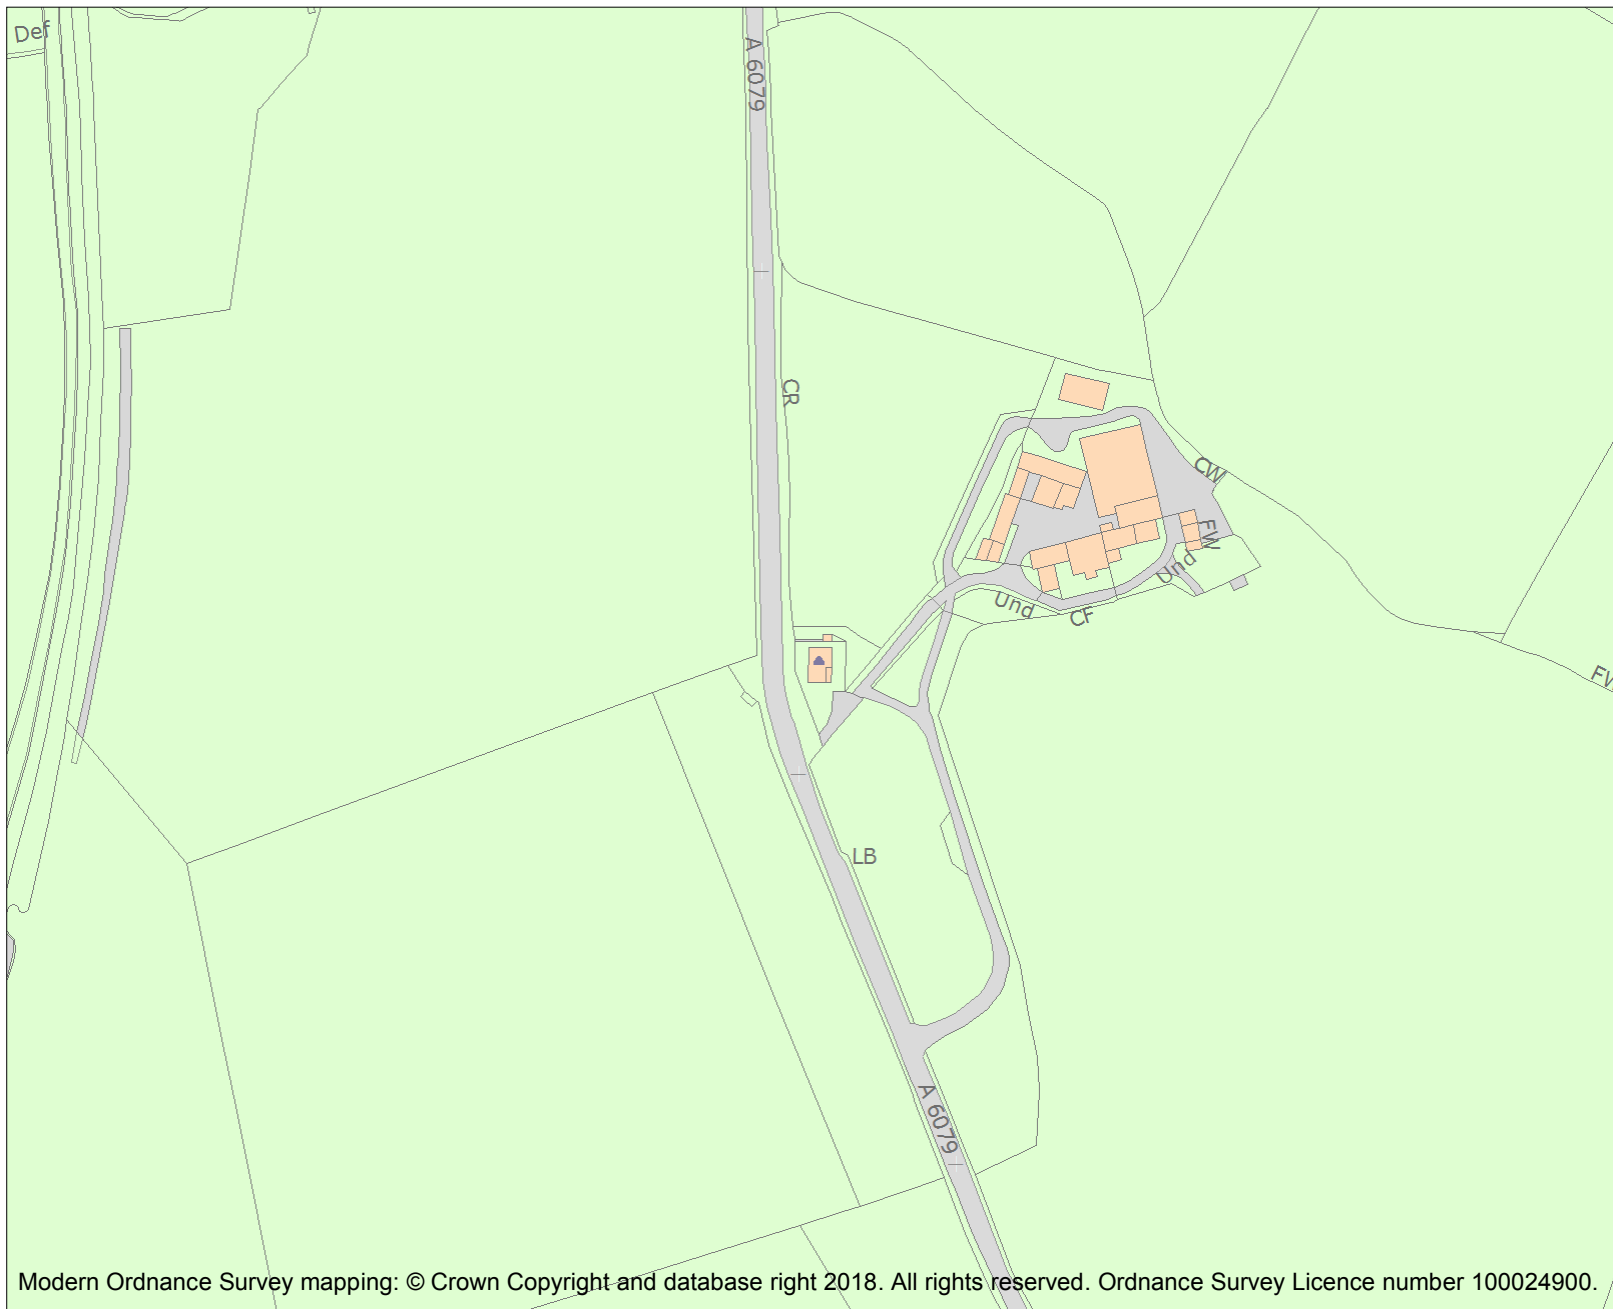 Def
A 6079
CR
CW
FW
Und
Und
CF
FW
LB
A 6079
Modern Ordnance Survey mapping: © Crown Copyright and database right 2018. All rights reserved. Ordnance Survey Licence number 100024900.